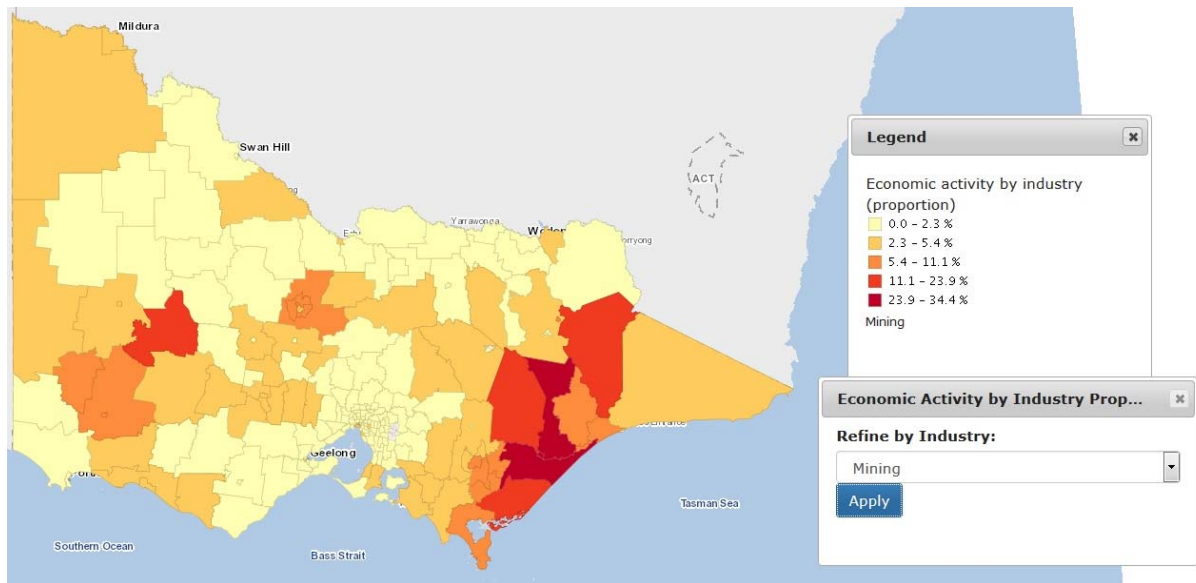 Mildura
Swan Hill
ACT
Yarrawonga
Geelong
Tasman Sea
Southern Ocean
Bass Strait
Legend
Economic activity by industry
(proportion)
0.0 – 2.3 %
2.3 – 5.4 %
5.4 – 11.1 %
11.1 – 23.9 %
23.9 – 34.4 %
Mining
Economic Activity by Industry Prop...
Refine by Industry:
Mining
Apply